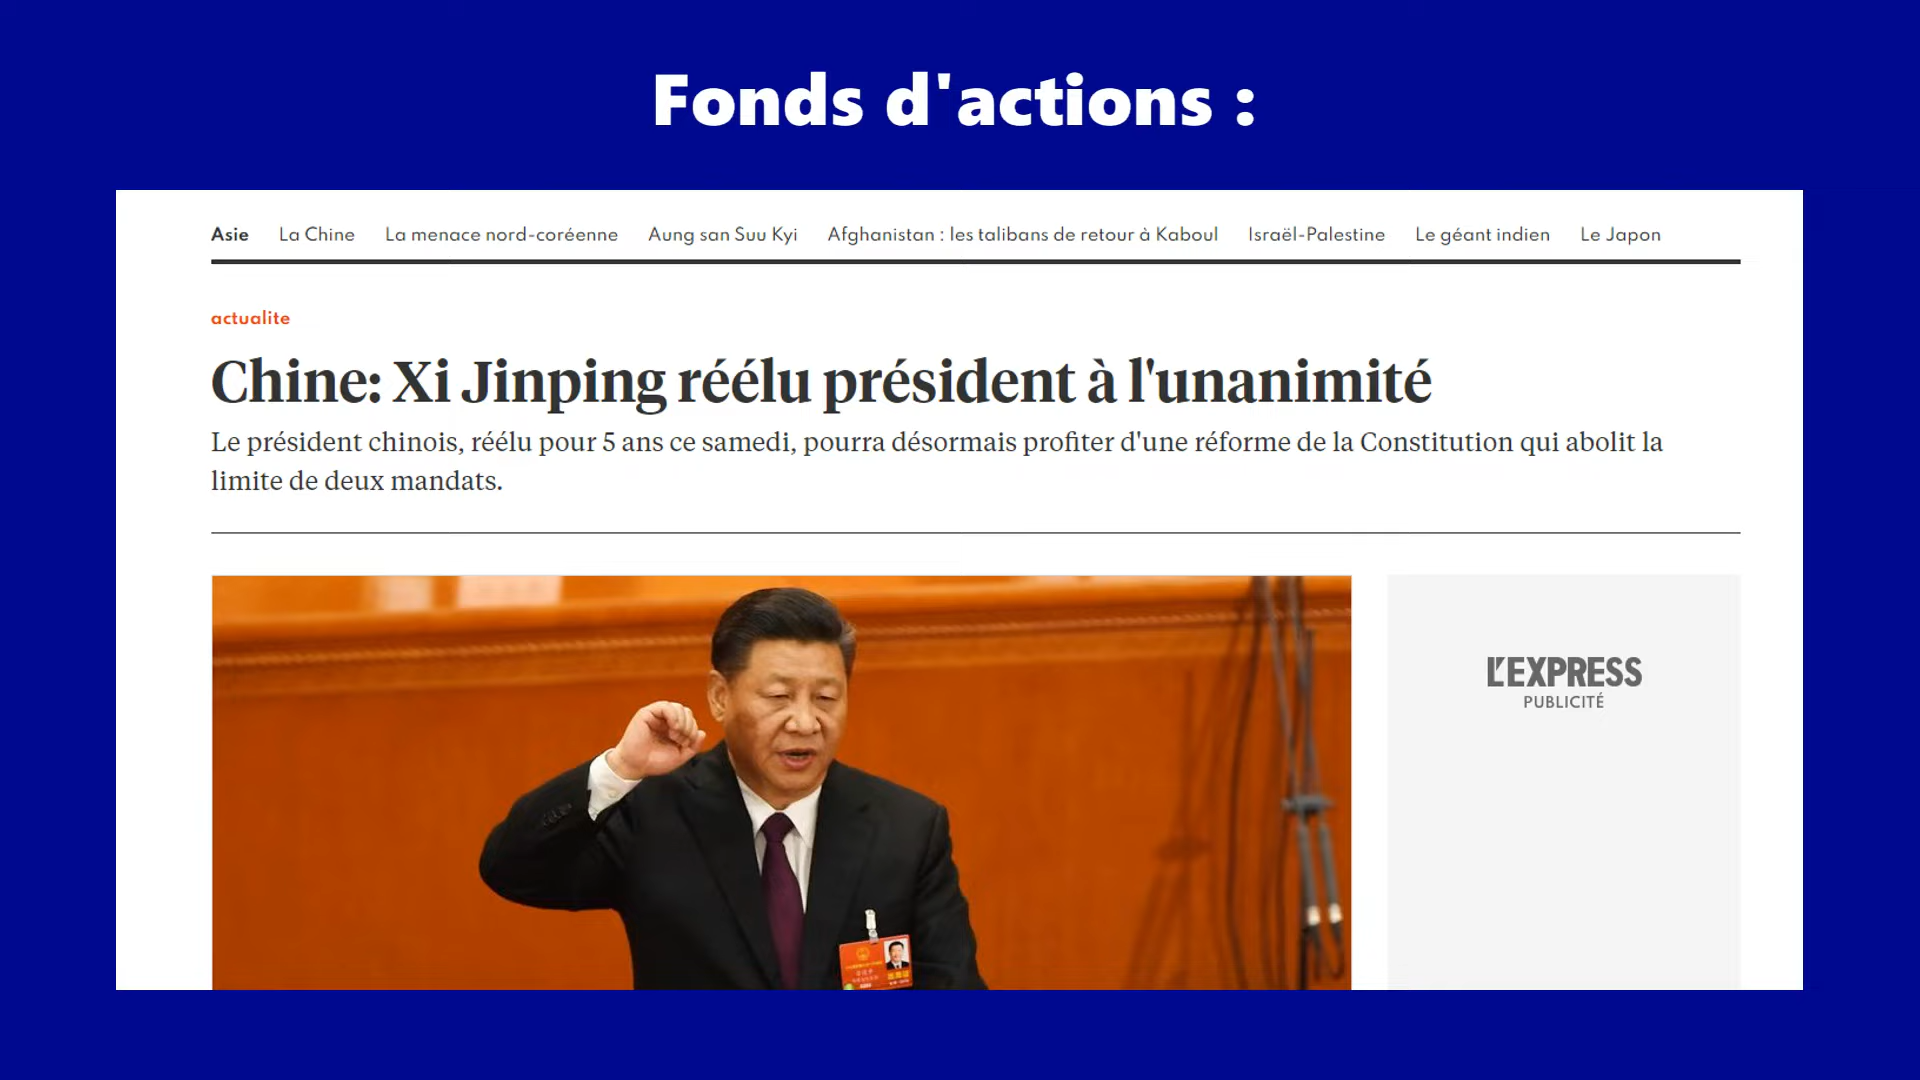 Fonds d'actions :
Asie La Chine La menace nord-coréenne Aung san Suu Kyi Afghanistan : les talibans de retour à Kaboul Israël-Palestine Le géant indien Le Japon
actualite
Chine: Xi Jinping réélu président à l'unanimité
Le président chinois, réélu pour 5 ans ce samedi, pourra désormais profiter d'une réforme de la Constitution qui abolit la
limite de deux mandats.
L'EXPRESS
PUBLICITÉ